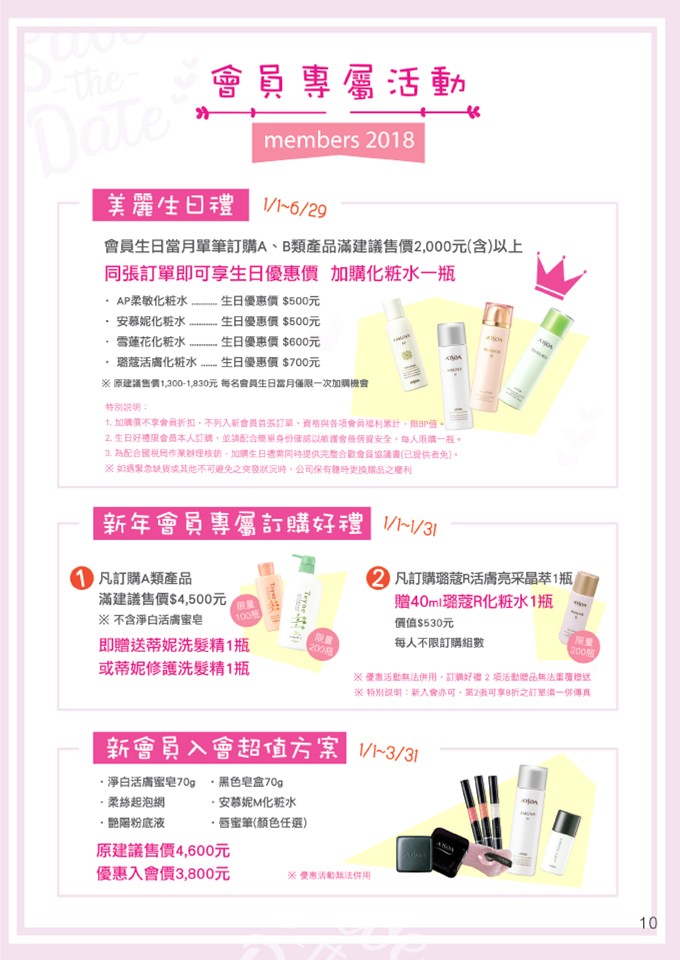 Save
- the -
Date
會員專屬活動
members 2018
美麗生日禮 1/1~6/29
會員生日當月單筆訂購A、B類產品滿建議售價2,000元(含)以上
同張訂單即可享生日優惠價 加購化粧水一瓶
· AP柔敏化粧水 ........... 生日優惠價 $500元
· 安慕妮化粧水 ........... 生日優惠價 $500元
· 雪蓮花化粧水 ........... 生日優惠價 $600元
· 璐蔻活膚化粧水 ....... 生日優惠價 $700元
※ 原建議售價1,300-1,830元 每名會員生日當月僅限一次加購機會
特別說明：
1. 加購價不享會員折扣，不列入新會員首張訂單、資格與各項會員福利累計，無BP值。
2. 生日好禮限會員本人訂購，並請配合簡單身份確認以維護會員個資安全，每人限購一瓶。
3. 為配合國稅局作業辦理核銷，加購生日禮需同時提供完整合歡會員協議書(已提供者免)。
※ 如遇緊急缺貨或其他不可避免之突發狀況時，公司保有隨時更換贈品之權利
新年會員專屬訂購好禮 1/1~1/31
1 凡訂購A類產品
滿建議售價$4,500元
※ 不含淨白活膚蜜皂
即贈送蒂妮洗髮精1瓶
或蒂妮修護洗髮精1瓶
限量
100瓶
限量
200瓶
2 凡訂購璐蔻R活膚亮采晶萃1瓶
贈40ml璐蔻R化粧水1瓶
價值$530元
每人不限訂購組數
限量
200瓶
※ 優惠活動無法併用，訂購好禮 2 項活動贈品無法重覆贈送
※ 特別說明：新入會亦可，第2張可享8折之訂單須一併傳真
新會員入會超值方案 1/1~3/31
· 淨白活膚蜜皂70g · 黑色皂盒70g
· 柔絲起泡網 · 安慕妮M化粧水
· 艷陽粉底液 · 唇蜜筆(顏色任選)
原建議售價4,600元
優惠入會價3,800元
※ 優惠活動無法併用
10